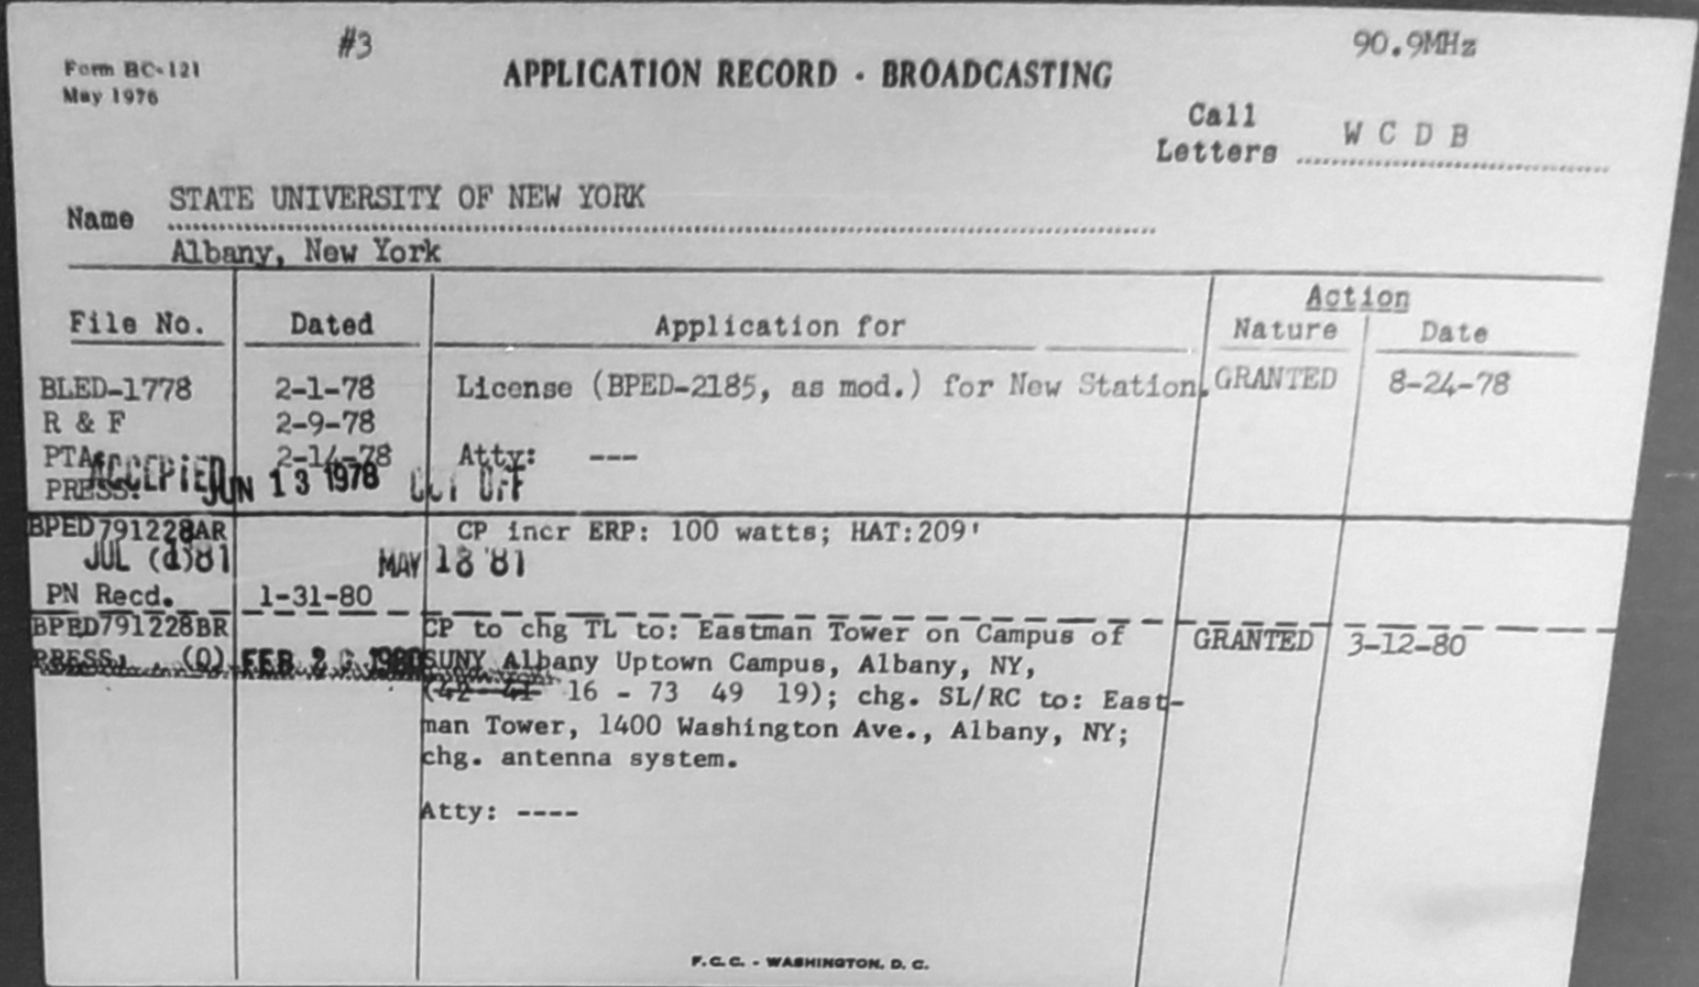 #3
90.9MHz
Form BC-121
May 1976
APPLICATION RECORD - BROADCASTING
Call
Letters W C D B
Name STATE UNIVERSITY OF NEW YORK
Albany, New York
File No. Dated Application for Action
Nature Date
BLED-1778 2-1-78 License (BPED-2185, as mod.) for New Station. GRANTED 8-24-78
R & F 2-9-78
PTA 2-14-78 Atty: ---
PRESS: ACCEPTED JUN 13 1978 CUT OFF
BPED791228AR CP incr ERP: 100 watts; HAT:209'
JUL (d)81 MAY 18 '81
PN Recd. 1-31-80
BPED791228BR CP to chg TL to: Eastman Tower on Campus of GRANTED 3-12-80
PRESS: (O) FEB 2 1980 SUNY Albany Uptown Campus, Albany, NY,
(42 41 16 - 73 49 19); chg. SL/RC to: East-
man Tower, 1400 Washington Ave., Albany, NY;
chg. antenna system.
Atty: ----
F.C.C. - WASHINGTON, D. C.